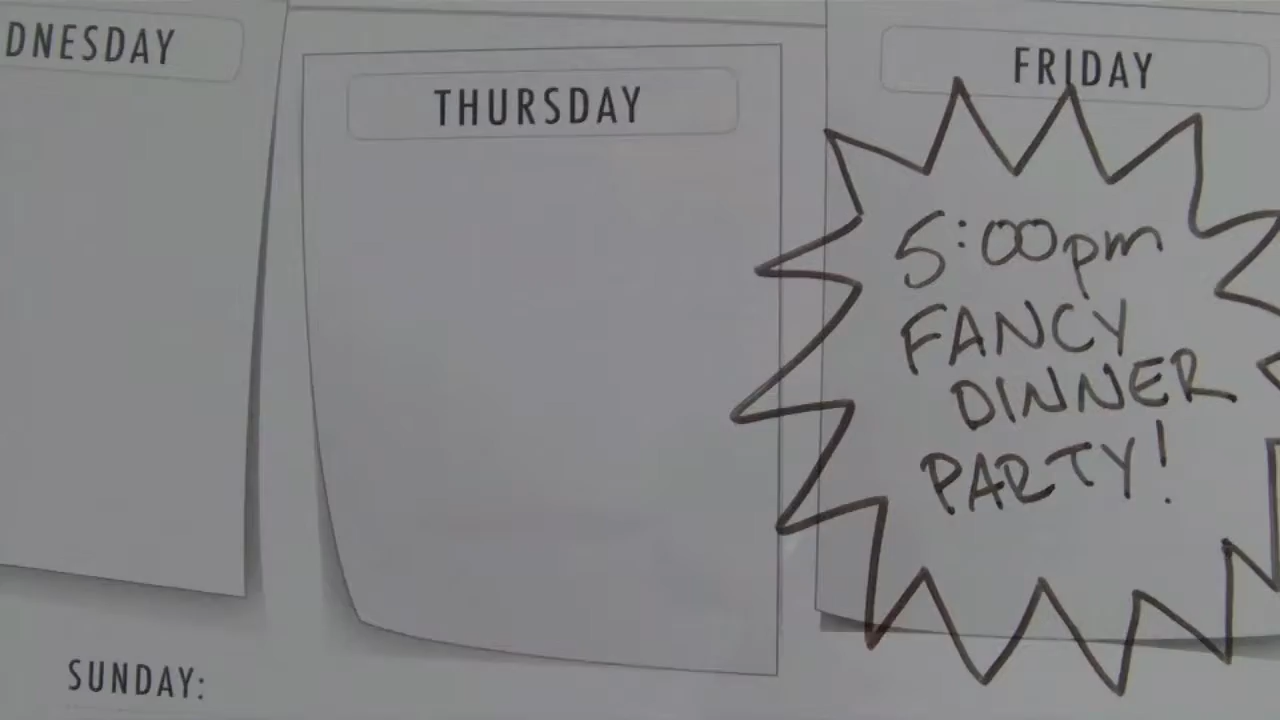 DNESDAY
THURSDAY
FRIDAY
5:00pm
FANCY
DINNER
PARTY!
SUNDAY: